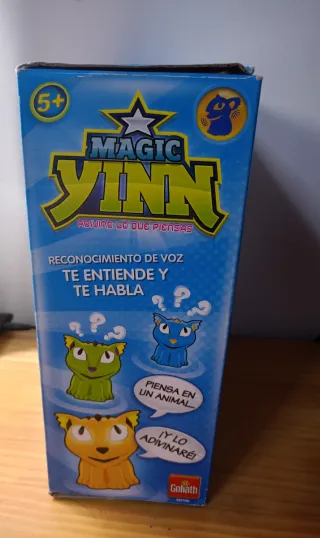 5+
MAGIC
YINN
ADIVINO LO QUE PIENSAS
RECONOCIMIENTO DE VOZ
TE ENTIENDE Y
TE HABLA
? ? ?
? ? ?
PIENSA EN
UN ANIMAL...
¡Y LO
ADIVINARÉ!
Goliath